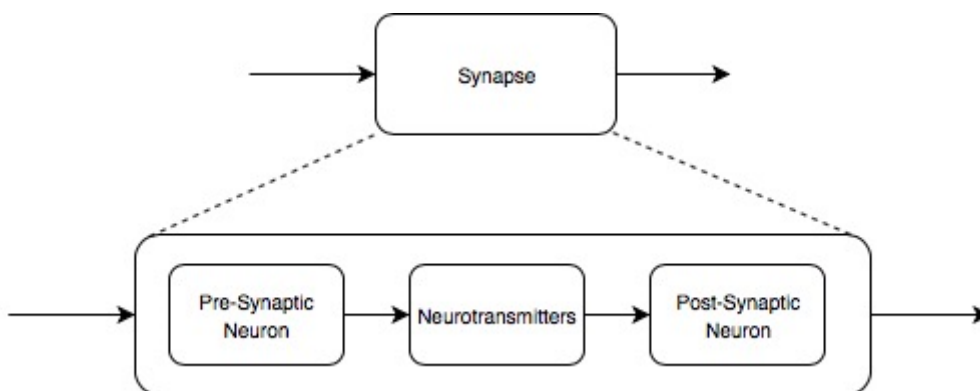 Synapse
Pre-Synaptic
Neuron
Neurotransmitters
Post-Synaptic
Neuron